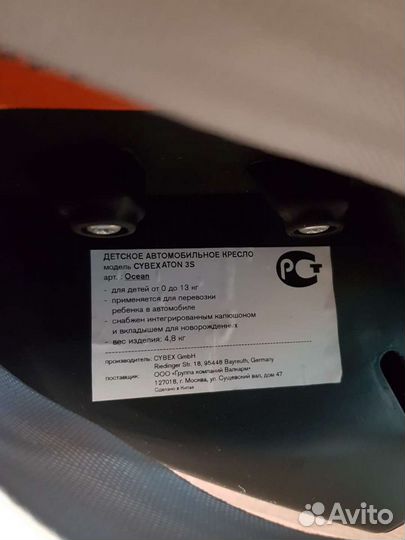 ДЕТСКОЕ АВТОМОБИЛЬНОЕ КРЕСЛО
модель CYBEX ATON 3S
арт.: Ocean
- для детей от 0 до 13 кг
- применяется для перевозки
ребенка в автомобиле
- снабжен интегрированным капюшоном
и вкладышем для новорожденных
- вес изделия: 4,8 кг
производитель: CYBEX GmbH
Riedinger Str. 18, 95448 Bayreuth, Germany
поставщик: ООО «Группа компаний Валкарм»
127018, г. Москва, ул. Сущевский вал, дом 47
Сделано в Китае
РСТ
Avito